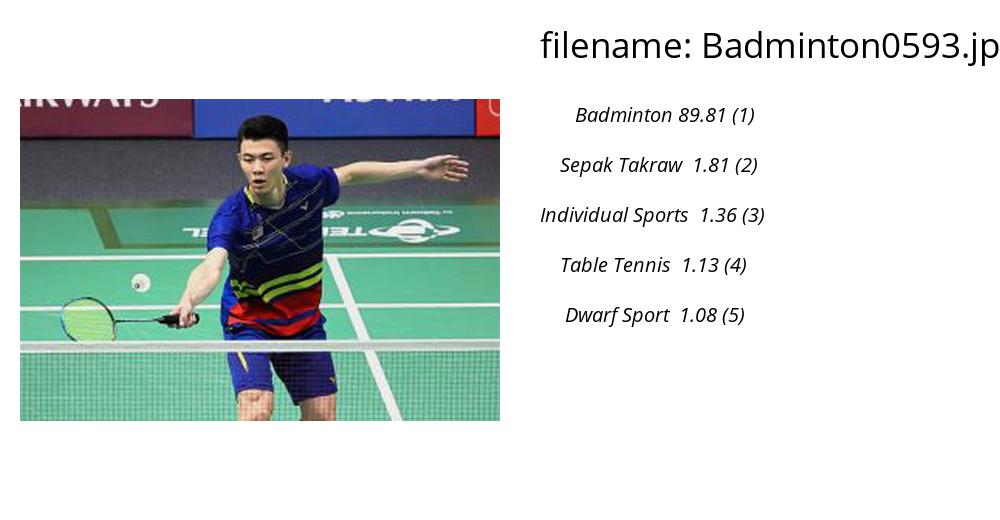 filename: Badminton0593.jp
Badminton 89.81 (1)
Sepak Takraw 1.81 (2)
Individual Sports 1.36 (3)
Table Tennis 1.13 (4)
Dwarf Sport 1.08 (5)